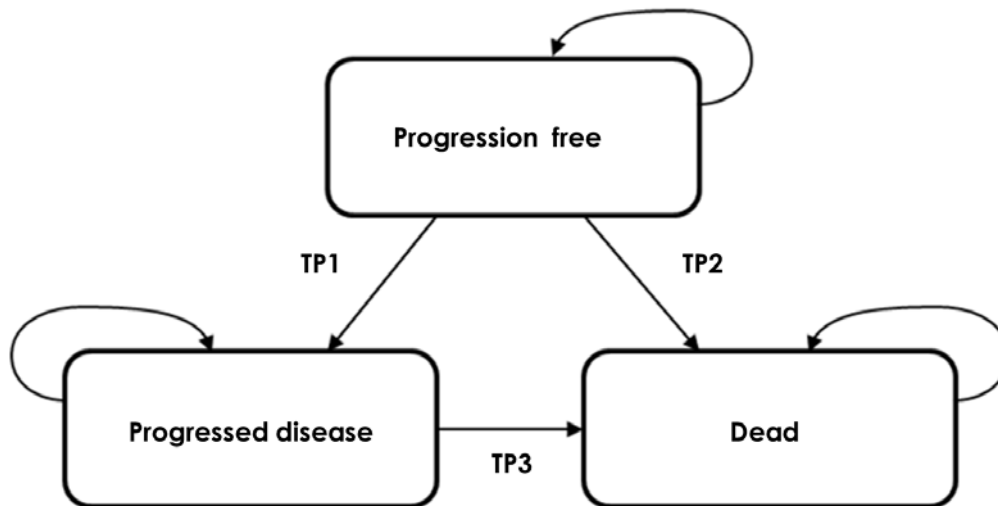 Progression free
TP1
TP2
Progressed disease
Dead
TP3